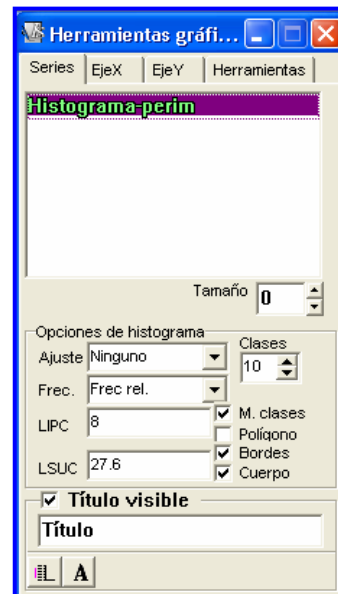 Herramientas gráfi...
Series EjeX EjeY Herramientas
Histograma-perim
Tamaño 0
Opciones de histograma
Clases
Ajuste Ninguno 10
Frec. Frec rel.
LIPC 8 M. clases
Polígono
LSUC 27.6 Bordes
Cuerpo
Título visible
Título
L A